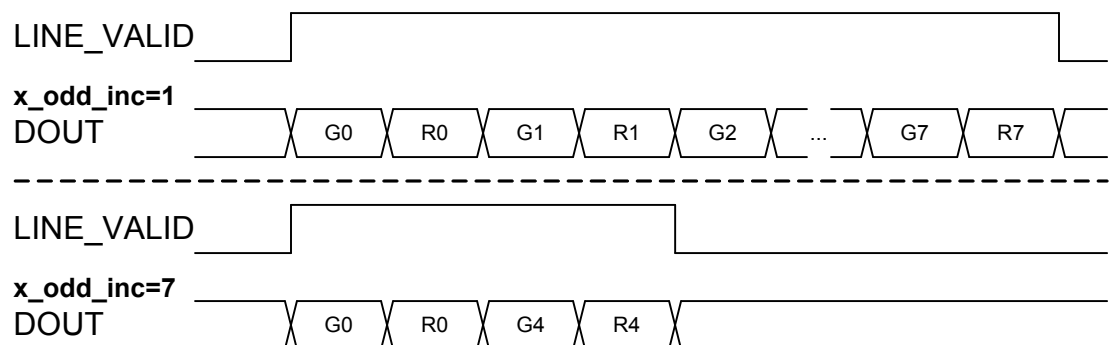 LINE_VALID
x_odd_inc=1
DOUT G0 R0 G1 R1 G2 ... G7 R7
LINE_VALID
x_odd_inc=7
DOUT G0 R0 G4 R4